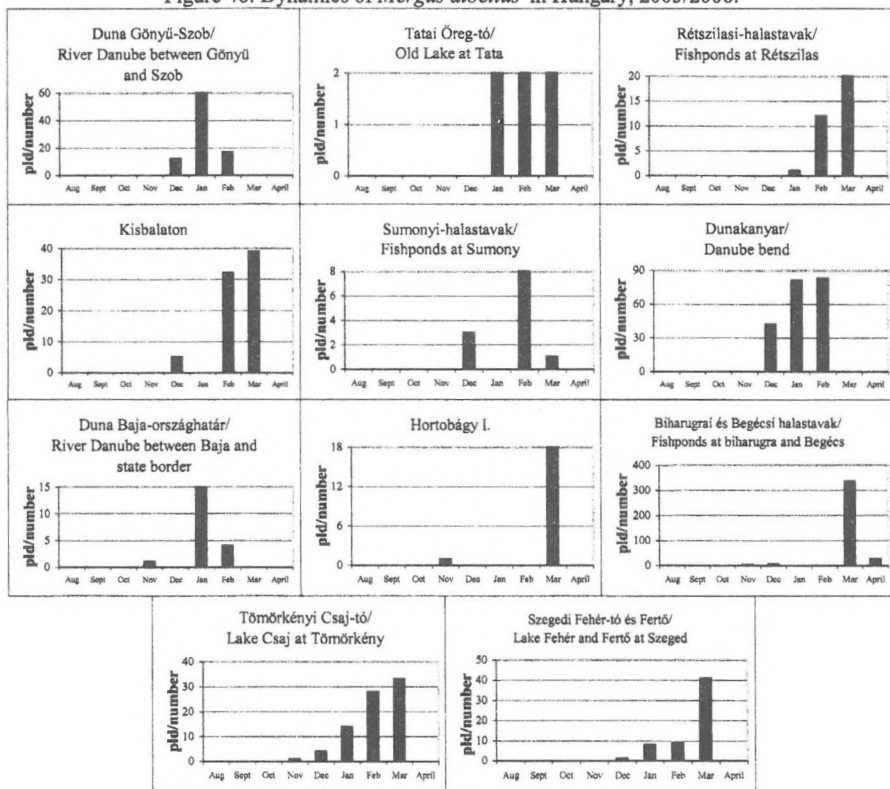 Figure 48. Dynamics of Mergus albellus in Hungary, 2005/2006.
Duna Gönyű-Szob/
River Danube between Gönyű
and Szob
pld/number
60
40
20
0
Aug Sept Oct Nov Dec Jan Feb Mar April
Tatai Öreg-tó/
Old Lake at Tata
pld/number
2
1
0
Aug Sept Oct Nov Dec Jan Feb Mar April
Rétszilasi-halastavak/
Fishponds at Rétszilas
pld/number
20
15
10
5
0
Aug Sept Oct Nov Dec Jan Feb Mar April
Kisbalaton
pld/number
40
30
20
10
0
Aug Sept Oct Nov Dec Jan Feb Mar April
Sumonyi-halastavak/
Fishponds at Sumony
pld/number
8
6
4
2
0
Aug Sept Oct Nov Dec Jan Feb Mar April
Dunakanyar/
Danube bend
pld/number
90
60
30
0
Aug Sept Oct Nov Dec Jan Feb Mar April
Duna Baja-országhatár/
River Danube between Baja and
state border
pld/number
15
10
5
0
Aug Sept Oct Nov Dec Jan Feb Mar April
Hortobágy I.
pld/number
18
12
6
0
Aug Sept Oct Nov Dec Jan Feb Mar April
Biharugrai és Begécsi halastavak/
Fishponds at biharugra and Begécs
pld/number
400
300
200
100
0
Aug Sept Oct Nov Dec Jan Feb Mar April
Tömörkényi Csaj-tó/
Lake Csaj at Tömörkény
pld/number
40
30
20
10
0
Aug Sept Oct Nov Dec Jan Feb Mar April
Szegedi Fehér-tó és Fertő/
Lake Fehér and Fertő at Szeged
pld/number
50
40
30
20
10
0
Aug Sept Oct Nov Dec Jan Feb Mar April